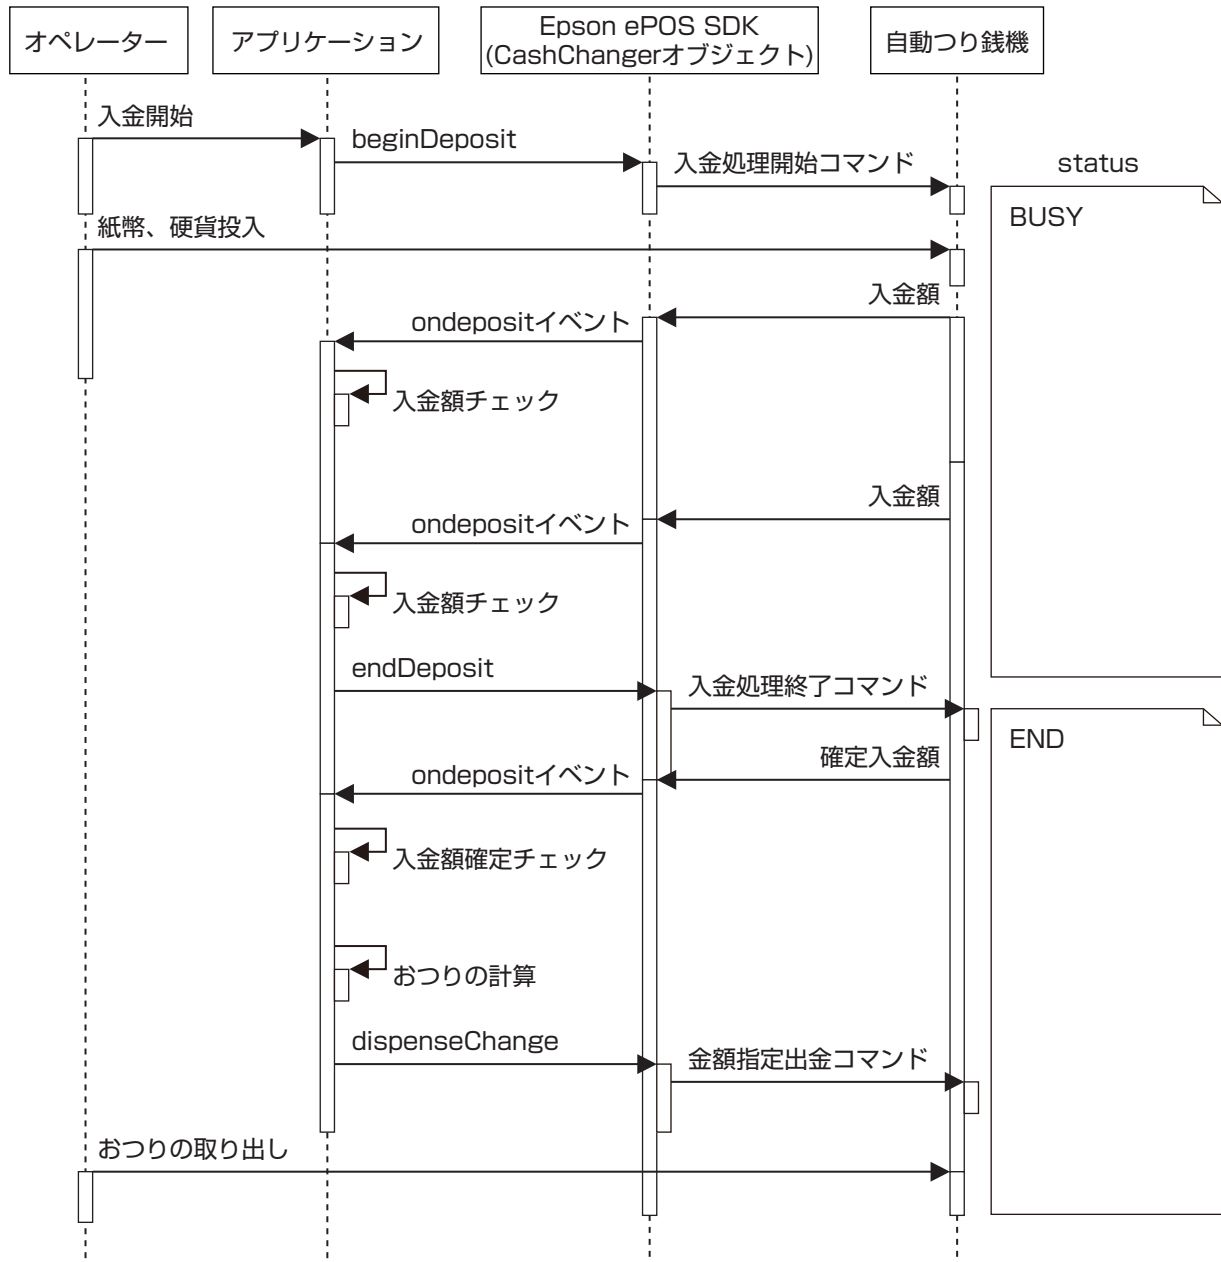 オペレーター
アプリケーション
Epson ePOS SDK
(CashChangerオブジェクト)
自動つり銭機
入金開始
beginDeposit
入金処理開始コマンド
status
BUSY
紙幣、硬貨投入
入金額
ondepositイベント
入金額チェック
入金額
ondepositイベント
入金額チェック
endDeposit
入金処理終了コマンド
END
確定入金額
ondepositイベント
入金額確定チェック
おつりの計算
dispenseChange
金額指定出金コマンド
おつりの取り出し